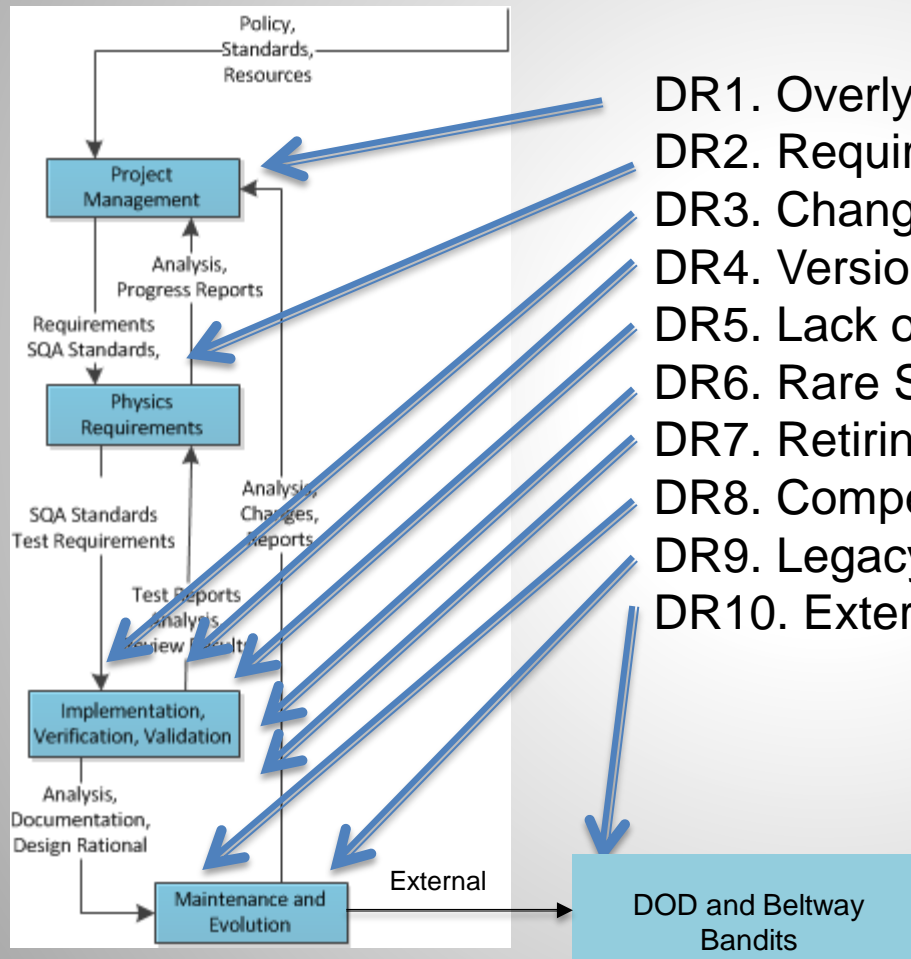 Policy,
Standards,
Resources
Project
Management
Analysis,
Progress Reports
Requirements
SQA Standards,
Physics
Requirements
SQA Standards
Test Requirements
Analysis,
Changes,
Reports
Test Reports
Analysis
Review Results
Implementation,
Verification, Validation
Analysis,
Documentation,
Design Rational
Maintenance and
Evolution
External
DOD and Beltway
Bandits
DR1. Overly
DR2. Requir
DR3. Chang
DR4. Versio
DR5. Lack o
DR6. Rare S
DR7. Retirin
DR8. Compe
DR9. Legacy
DR10. Exter